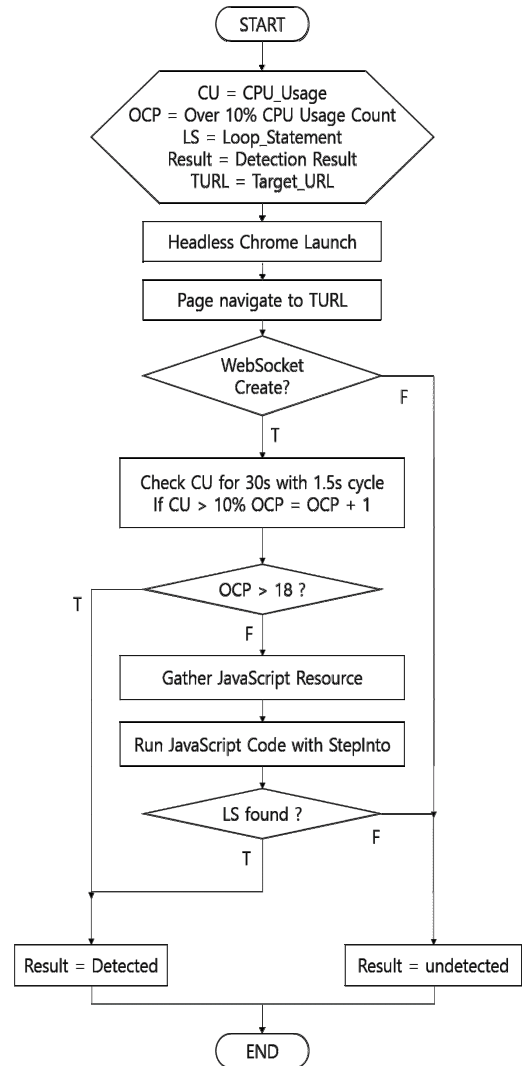 START
CU = CPU_Usage
OCP = Over 10% CPU Usage Count
LS = Loop_Statement
Result = Detection Result
TURL = Target_URL
Headless Chrome Launch
Page navigate to TURL
WebSocket
Create?
F
T
Check CU for 30s with 1.5s cycle
If CU > 10% OCP = OCP + 1
OCP > 18 ?
T
F
Gather JavaScript Resource
Run JavaScript Code with StepInto
LS found ?
F
T
Result = Detected
Result = undetected
END